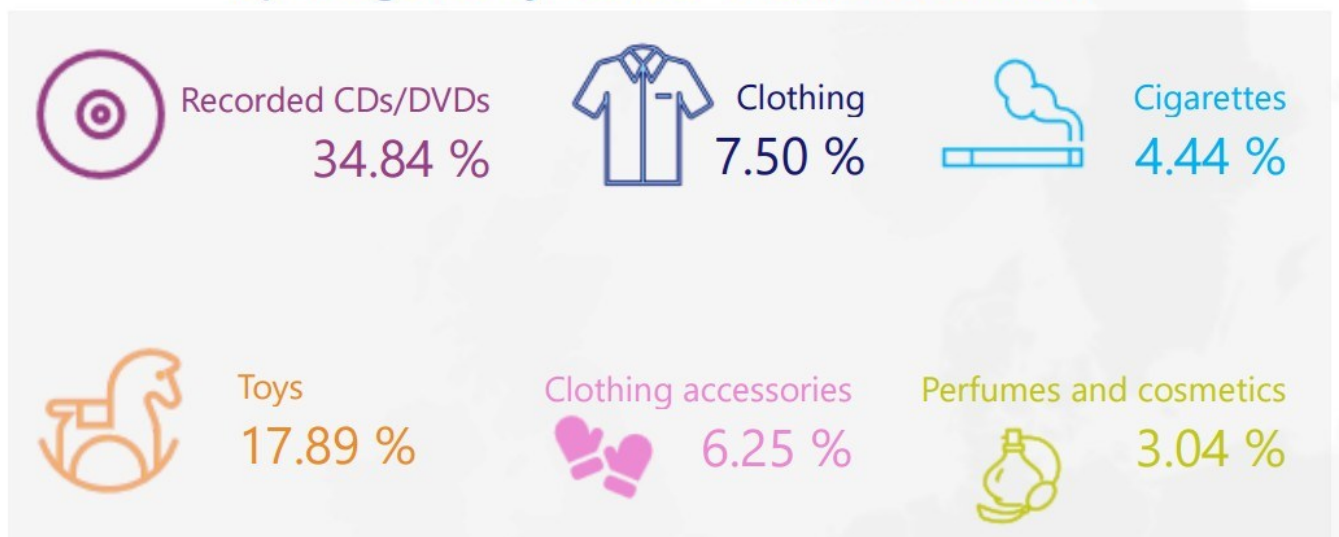 Recorded CDs/DVDs
34.84 %
Clothing
7.50 %
Cigarettes
4.44 %
Toys
17.89 %
Clothing accessories
6.25 %
Perfumes and cosmetics
3.04 %